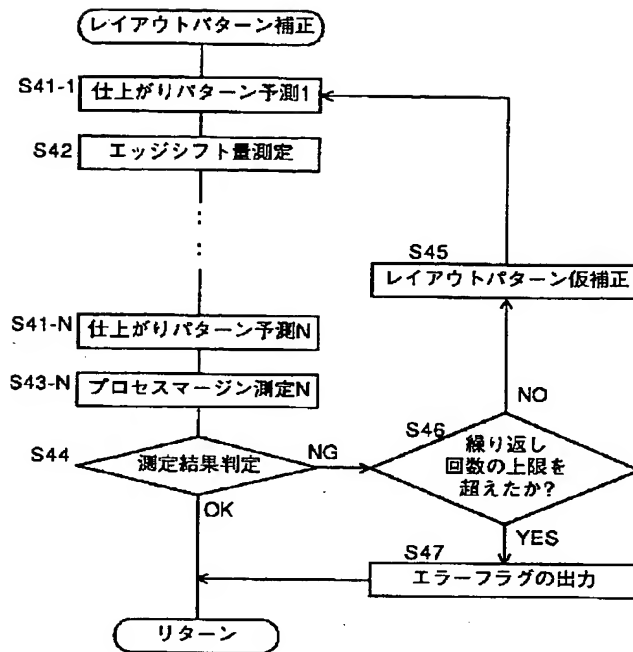 レイアウトパターン補正
S41-1
仕上がりパターン予測1
S42
エッジシフト量測定
S45
レイアウトパターン仮補正
S41-N
仕上がりパターン予測N
S43-N
プロセスマージン測定N
NO
S44
測定結果判定
NG
S46
繰り返し
回数の上限を
超えたか?
OK
YES
S47
エラーフラグの出力
リターン